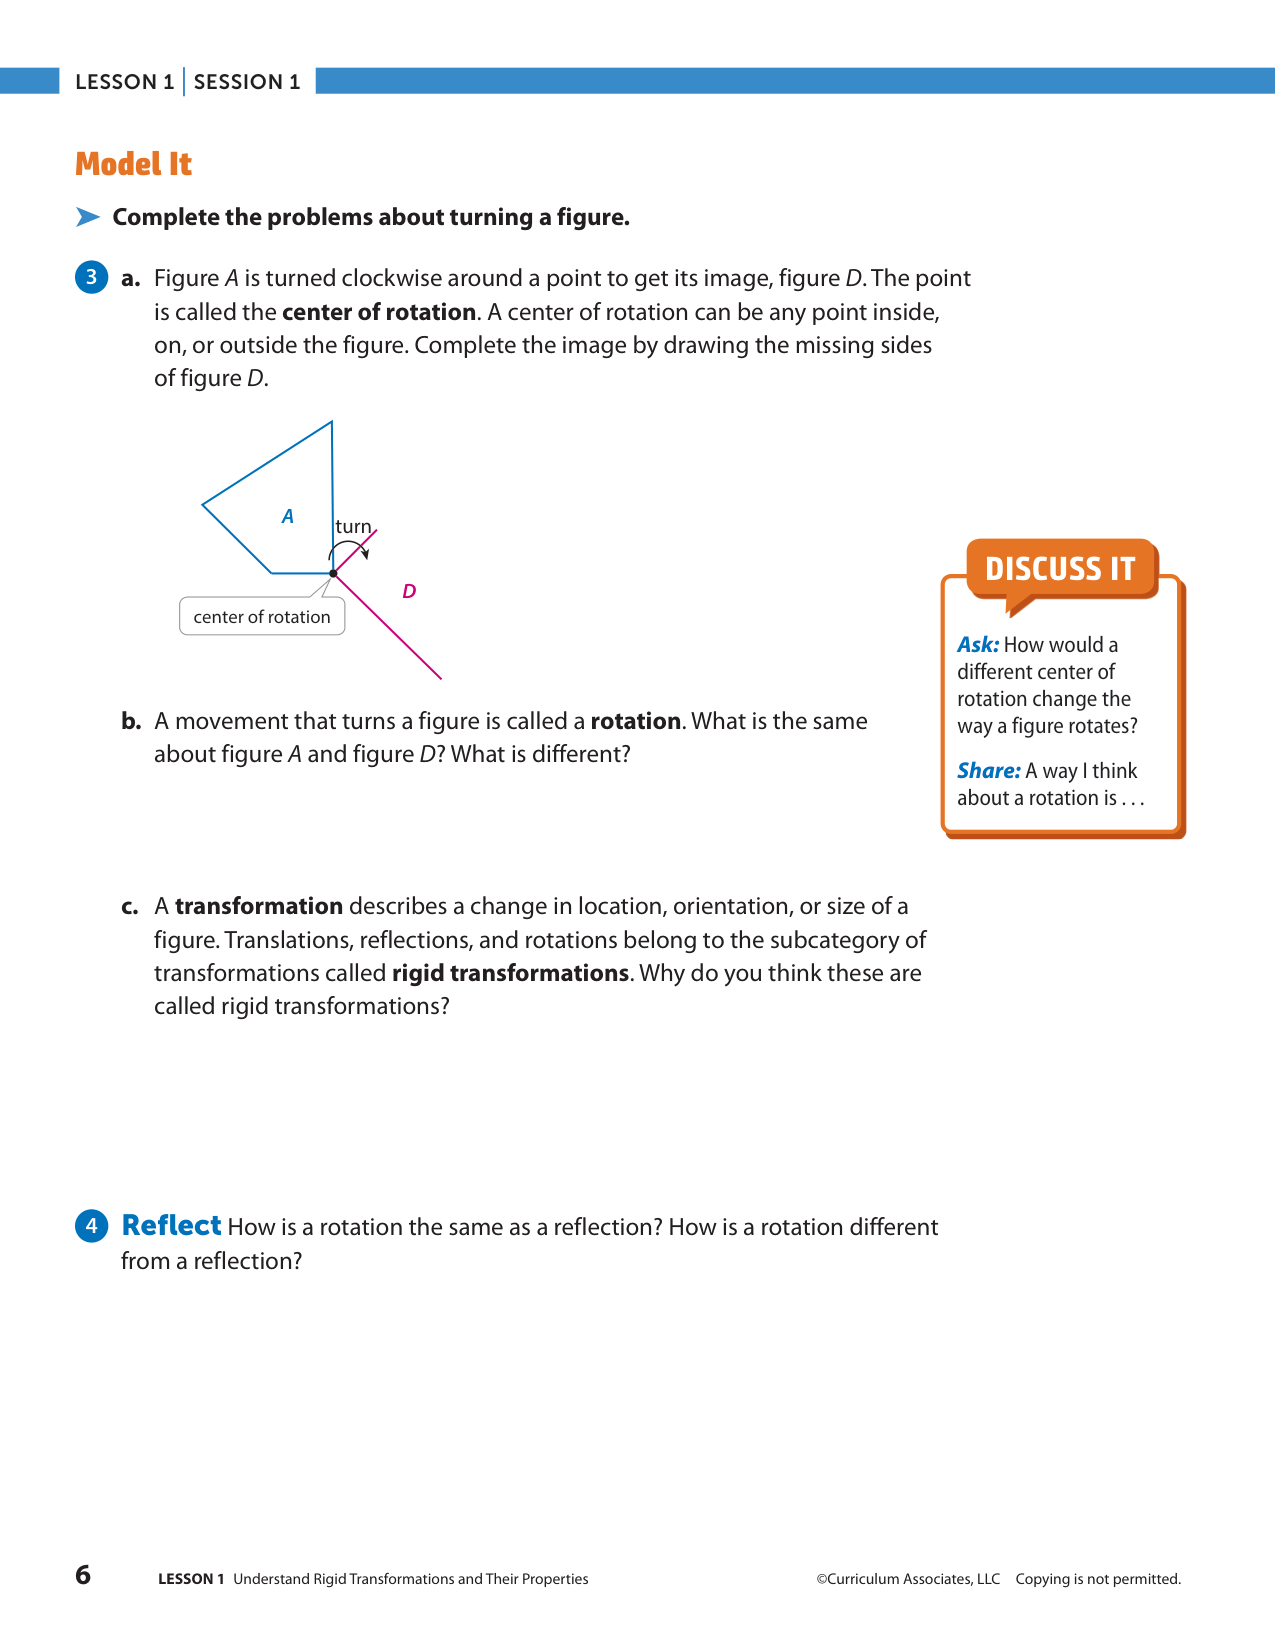 LESSON 1 | SESSION 1
Model It
Complete the problems about turning a figure.
3 a. Figure A is turned clockwise around a point to get its image, figure D. The point
is called the center of rotation. A center of rotation can be any point inside,
on, or outside the figure. Complete the image by drawing the missing sides
of figure D.
A
turn
D
center of rotation
DISCUSS IT
Ask: How would a
different center of
rotation change the
way a figure rotates?
Share: A way I think
about a rotation is . . .
b. A movement that turns a figure is called a rotation. What is the same
about figure A and figure D? What is different?
c. A transformation describes a change in location, orientation, or size of a
figure. Translations, reflections, and rotations belong to the subcategory of
transformations called rigid transformations. Why do you think these are
called rigid transformations?
4 Reflect How is a rotation the same as a reflection? How is a rotation different
from a reflection?
6 LESSON 1 Understand Rigid Transformations and Their Properties ©Curriculum Associates, LLC Copying is not permitted.